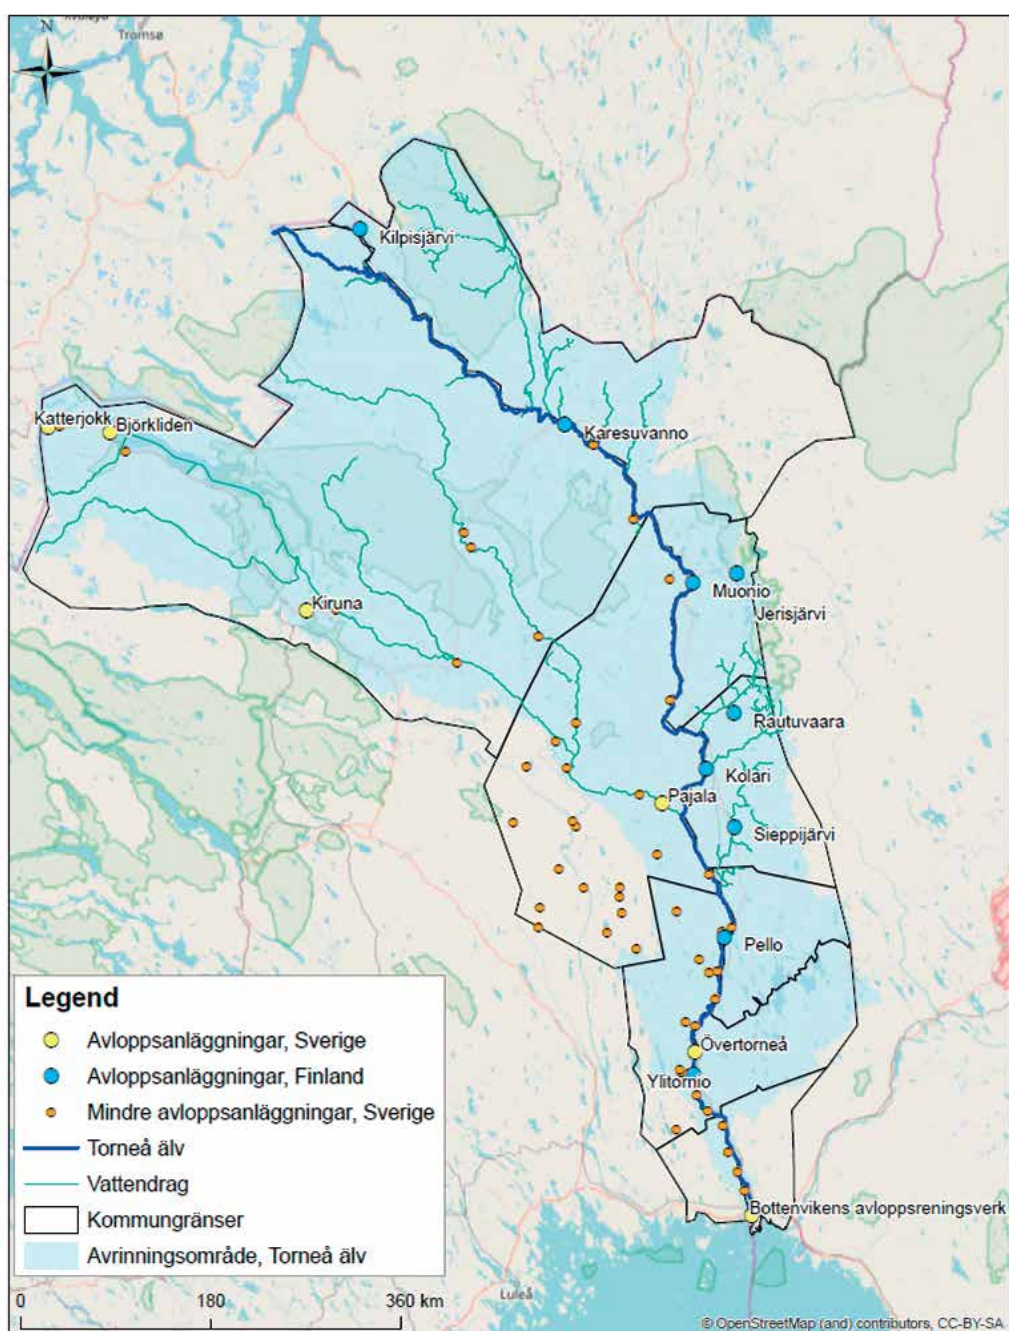 N
Tromsø
Kilpisjärvi
Katterjokk
Björkliden
Karesuvanno
Kiruna
Muonio
Jerisjärvi
Rautuvaara
Kolari
Pajala
Sieppijärvi
Pello
Övertorneå
Ylitornio
Bottenvikens avloppsreningsverk
Luleå
Legend
Avloppsanläggningar, Sverige
Avloppsanläggningar, Finland
Mindre avloppsanläggningar, Sverige
Torneå älv
Vattendrag
Kommungränser
Avrinningsområde, Torneå älv
0 180 360 km
© OpenStreetMap (and) contributors, CC-BY-SA